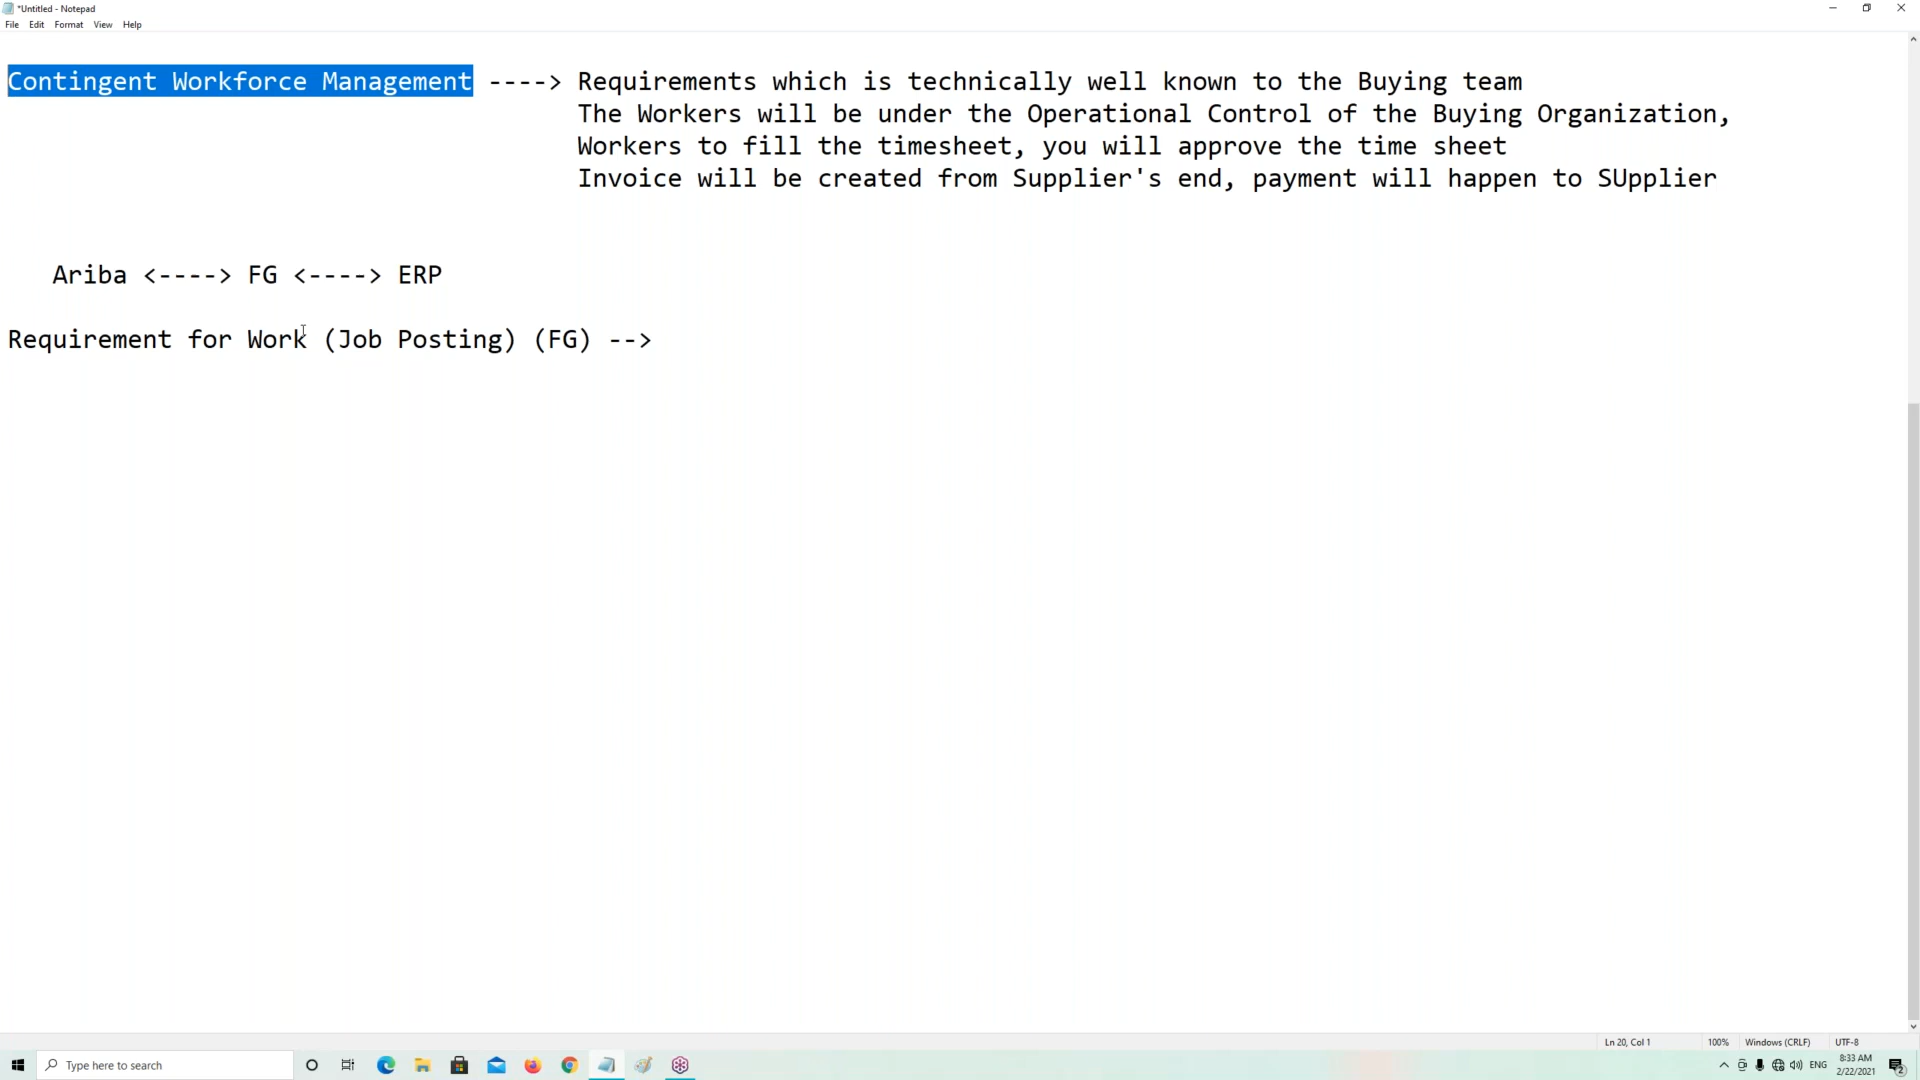 *Untitled - Notepad
File Edit Format View Help
Contingent Workforce Management ----> Requirements which is technically well known to the Buying team
The Workers will be under the Operational Control of the Buying Organization,
Workers to fill the timesheet, you will approve the time sheet
Invoice will be created from Supplier's end, payment will happen to SUpplier
Ariba <----> FG <----> ERP
Requirement for Work (Job Posting) (FG) -->
Ln 20, Col 1 100% Windows (CRLF) UTF-8
Type here to search
ENG
8:33 AM
2/22/2021
2